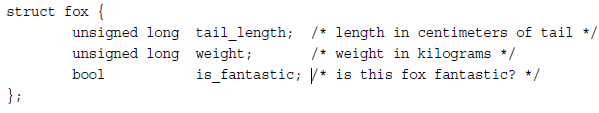 struct fox {
        unsigned long  tail_length;  /* length in centimeters of tail */
        unsigned long  weight;       /* weight in kilograms */
        bool           is_fantastic; /* is this fox fantastic? */
};